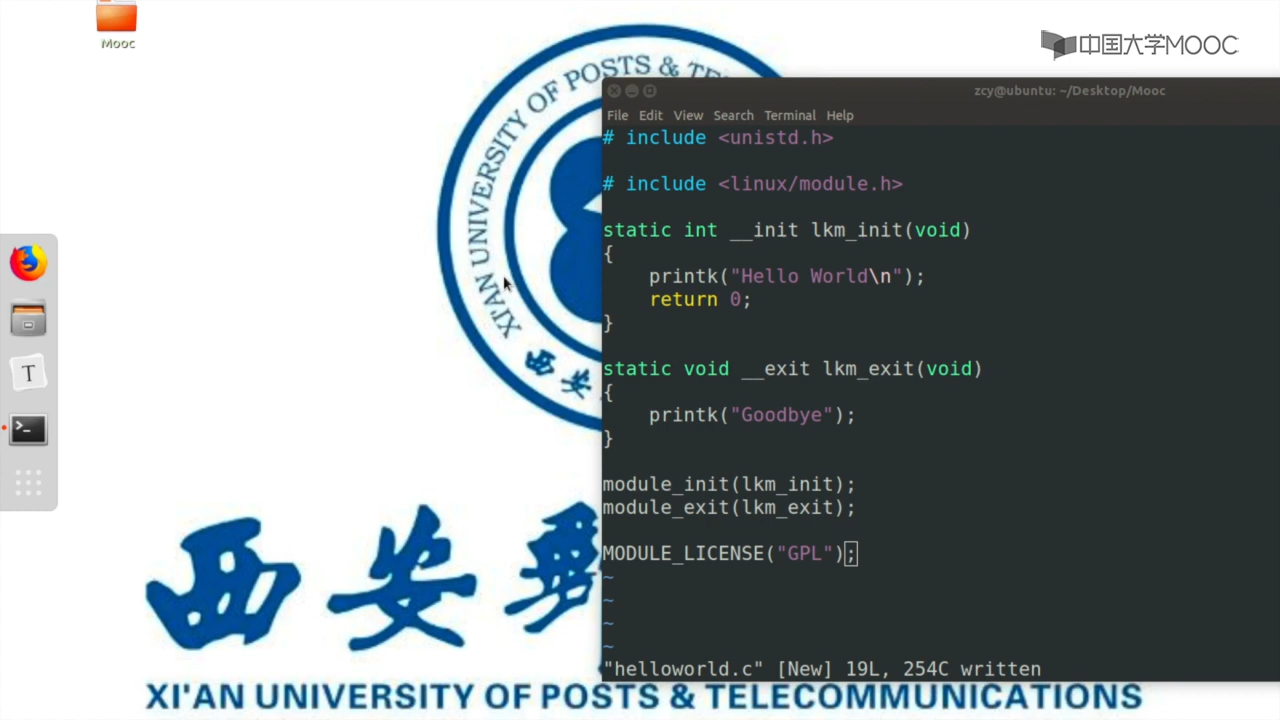 Mooc
中国大学MOOC
XI'AN UNIVERSITY OF POSTS & TE
西安
zcy@ubuntu: ~/Desktop/Mooc
File Edit View Search Terminal Help
# include <unistd.h>
# include <linux/module.h>
static int __init lkm_init(void)
{
    printk("Hello World\n");
    return 0;
}
static void __exit lkm_exit(void)
{
    printk("Goodbye");
}
module_init(lkm_init);
module_exit(lkm_exit);
MODULE_LICENSE("GPL");
~
~
~
~
"helloworld.c" [New] 19L, 254C written
T
西安
XI'AN UNIVERSITY OF POSTS & TELECOMMUNICATIONS